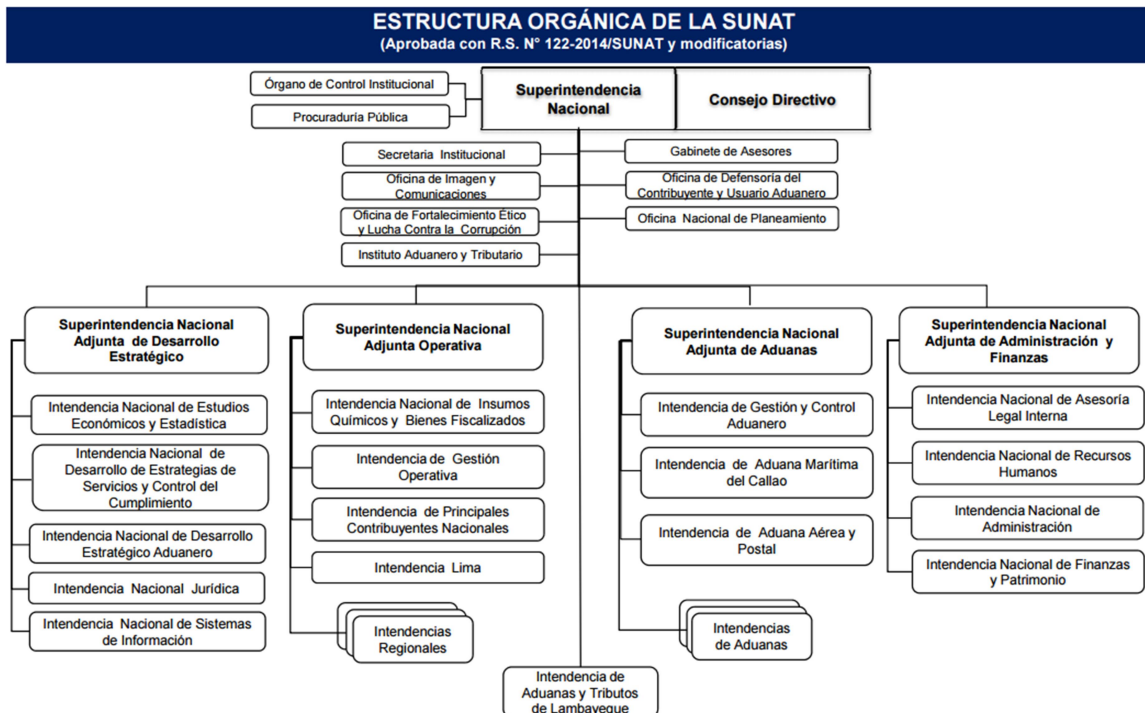 ESTRUCTURA ORGÁNICA DE LA SUNAT
(Aprobada con R.S. N° 122-2014/SUNAT y modificatorias)
Órgano de Control Institucional
Procuraduría Pública
Superintendencia
Nacional
Consejo Directivo
Secretaria Institucional
Gabinete de Asesores
Oficina de Imagen y
Comunicaciones
Oficina de Defensoría del
Contribuyente y Usuario Aduanero
Oficina de Fortalecimiento Ético
y Lucha Contra la Corrupción
Oficina Nacional de Planeamiento
Instituto Aduanero y Tributario
Superintendencia Nacional
Adjunta de Desarrollo
Estratégico
Intendencia Nacional de Estudios
Económicos y Estadística
Intendencia Nacional de
Desarrollo de Estrategias de
Servicios y Control del
Cumplimiento
Intendencia Nacional de Desarrollo
Estratégico Aduanero
Intendencia Nacional Jurídica
Intendencia Nacional de Sistemas
de Información
Superintendencia Nacional
Adjunta Operativa
Intendencia Nacional de Insumos
Químicos y Bienes Fiscalizados
Intendencia de Gestión
Operativa
Intendencia de Principales
Contribuyentes Nacionales
Intendencia Lima
Intendencias
Regionales
Superintendencia Nacional
Adjunta de Aduanas
Intendencia de Gestión y Control
Aduanero
Intendencia de Aduana Marítima
del Callao
Intendencia de Aduana Aérea y
Postal
Intendencias
de Aduanas
Superintendencia Nacional
Adjunta de Administración y
Finanzas
Intendencia Nacional de Asesoría
Legal Interna
Intendencia Nacional de Recursos
Humanos
Intendencia Nacional de
Administración
Intendencia Nacional de Finanzas
y Patrimonio
Intendencia de
Aduanas y Tributos
de Lambayeque